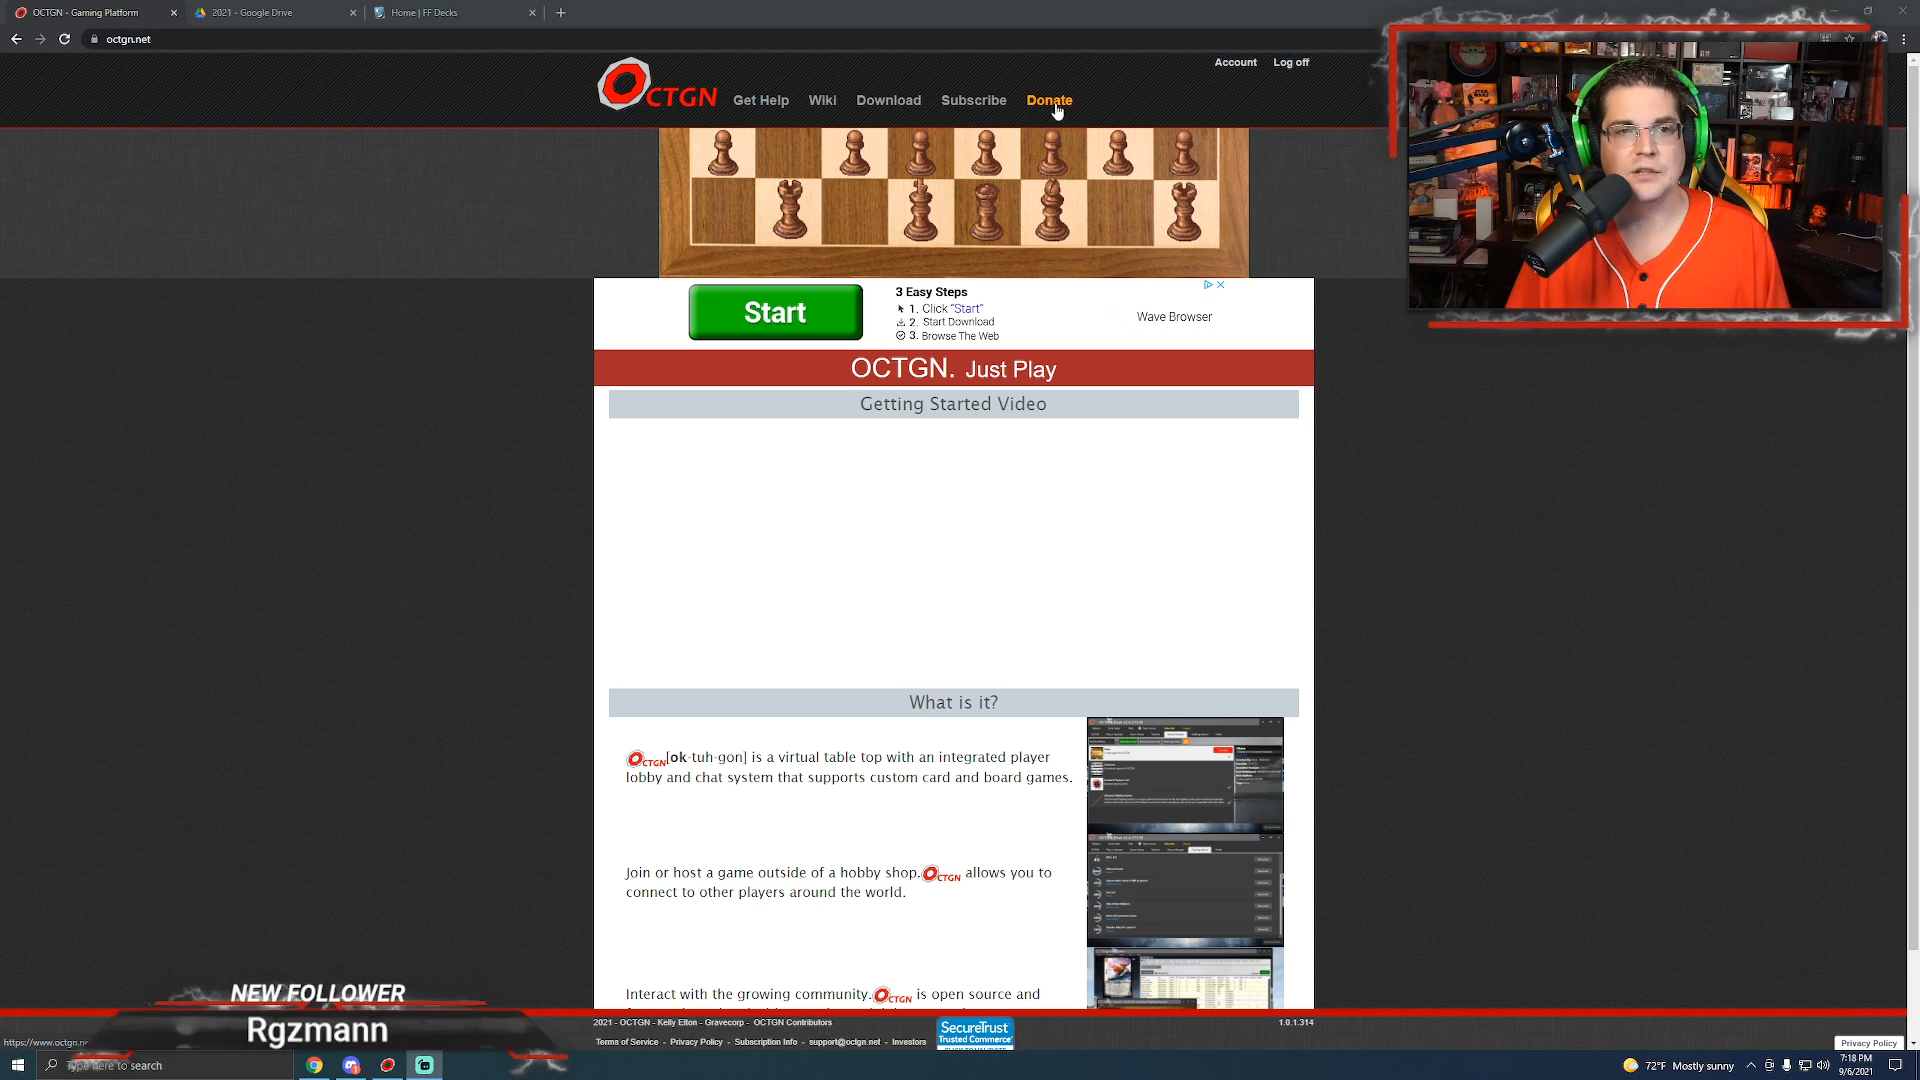 OCTGN - Gaming Platform
2021 - Google Drive
Home | FF Decks
octgn.net
Account Log off
OCTGN Get Help Wiki Download Subscribe Donate
Start
3 Easy Steps
1. Click "Start"
2. Start Download
3. Browse The Web
Wave Browser
OCTGN. Just Play
Getting Started Video
What is it?
OCTGN[ok-tuh-gon] is a virtual table top with an integrated player
lobby and chat system that supports custom card and board games.
Join or host a game outside of a hobby shop. OCTGN allows you to
connect to other players around the world.
Interact with the growing community. OCTGN is open source and
NEW FOLLOWER
Rgzmann
2021 - OCTGN - Kelly Elton - Gravecorp - OCTGN Contributors
Terms of Service - Privacy Policy - Subscription Info - support@octgn.net - Investors
SecureTrust
Trusted Commerce
CLICK TO VALIDATE
1.0.1.314
https://www.octgn.n
Privacy Policy
Type here to search
72°F Mostly sunny
7:18 PM
9/6/2021